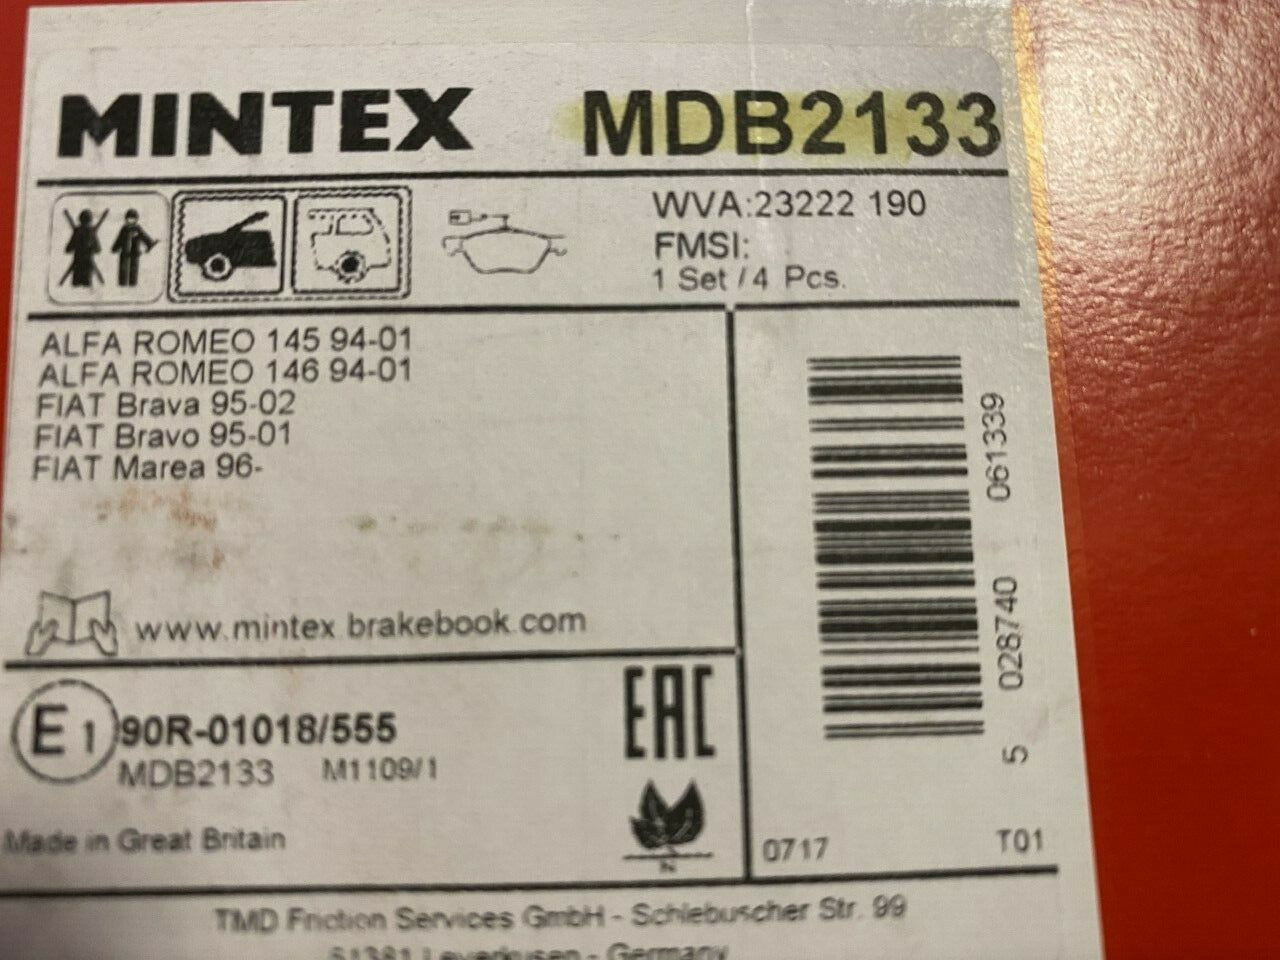 MINTEX MDB2133
WVA:23222 190
FMSI:
1 Set / 4 Pcs.
ALFA ROMEO 145 94-01
ALFA ROMEO 146 94-01
FIAT Brava 95-02
FIAT Bravo 95-01
FIAT Marea 96-
www.mintex.brakebook.com
E1 90R-01018/555
MDB2133 M1109/1
EAC
N
Made in Great Britain
5 028740 061339
0717 T01
TMD Friction Services GmbH - Schlebuscher Str. 99
51381 Leverkusen - Germany